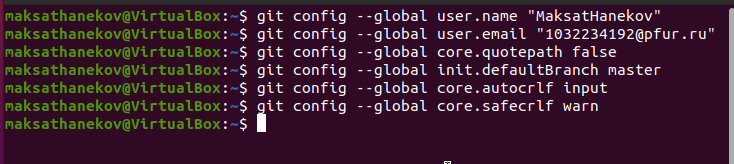 maksathanekov@VirtualBox:~$ git config --global user.name "MaksatHanekov"
maksathanekov@VirtualBox:~$ git config --global user.email "1032234192@pfur.ru"
maksathanekov@VirtualBox:~$ git config --global core.quotepath false
maksathanekov@VirtualBox:~$ git config --global init.defaultBranch master
maksathanekov@VirtualBox:~$ git config --global core.autocrlf input
maksathanekov@VirtualBox:~$ git config --global core.safecrlf warn
maksathanekov@VirtualBox:~$